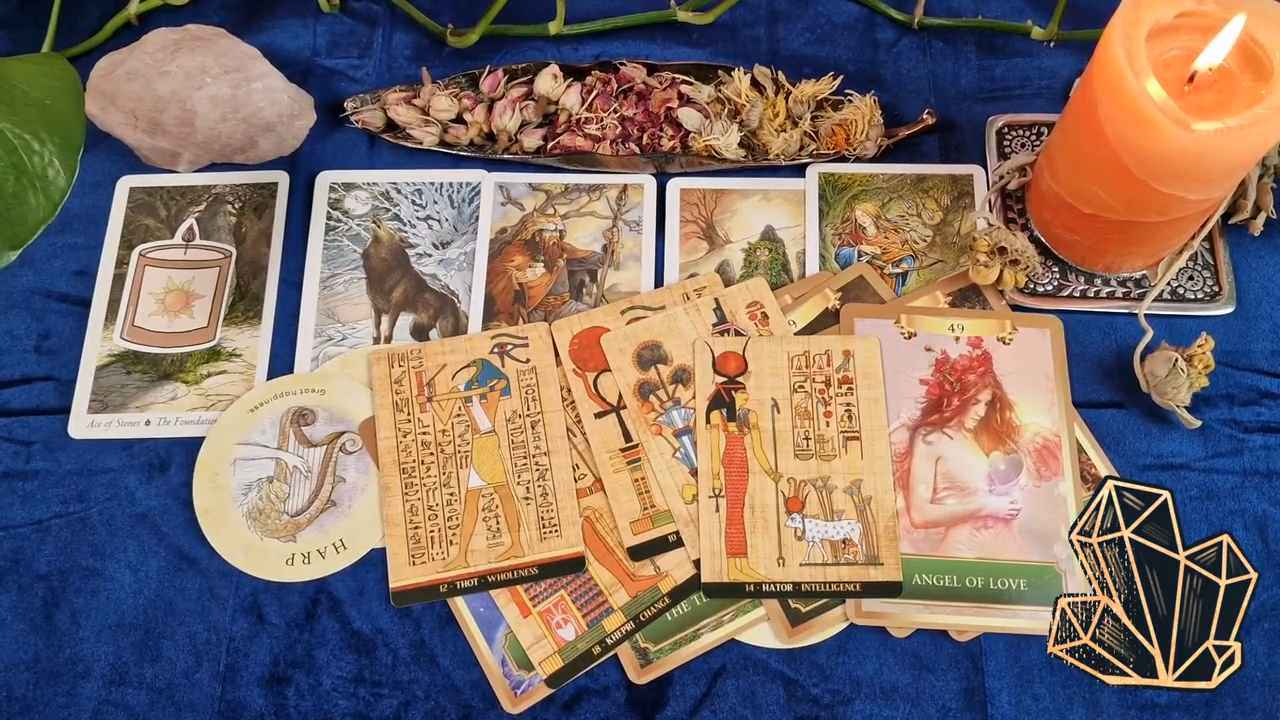 Ace of Stones ✽ The Foundation
Great happiness.
HARP
9
49
12 · THOT · WHOLENESS
10
14 · HATOR · INTELLIGENCE
ANGEL OF LOVE
18 · KHEPRI · CHANGE
THE